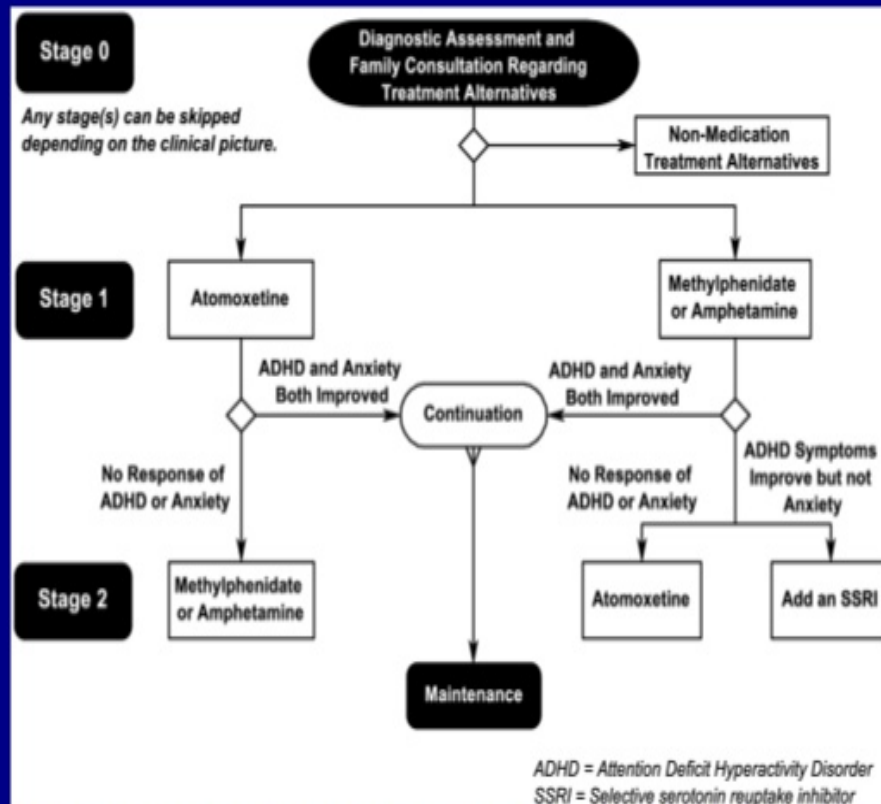 Stage 0
Diagnostic Assessment and
Family Consultation Regarding
Treatment Alternatives
Any stage(s) can be skipped
depending on the clinical picture.
Non-Medication
Treatment Alternatives
Stage 1
Atomoxetine
Methylphenidate
or Amphetamine
ADHD and Anxiety
Both Improved
Continuation
ADHD and Anxiety
Both Improved
No Response of
ADHD or Anxiety
No Response of
ADHD or Anxiety
ADHD Symptoms
Improve but not
Anxiety
Stage 2
Methylphenidate
or Amphetamine
Atomoxetine
Add an SSRI
Maintenance
ADHD = Attention Deficit Hyperactivity Disorder
SSRI = Selective serotonin reuptake inhibitor